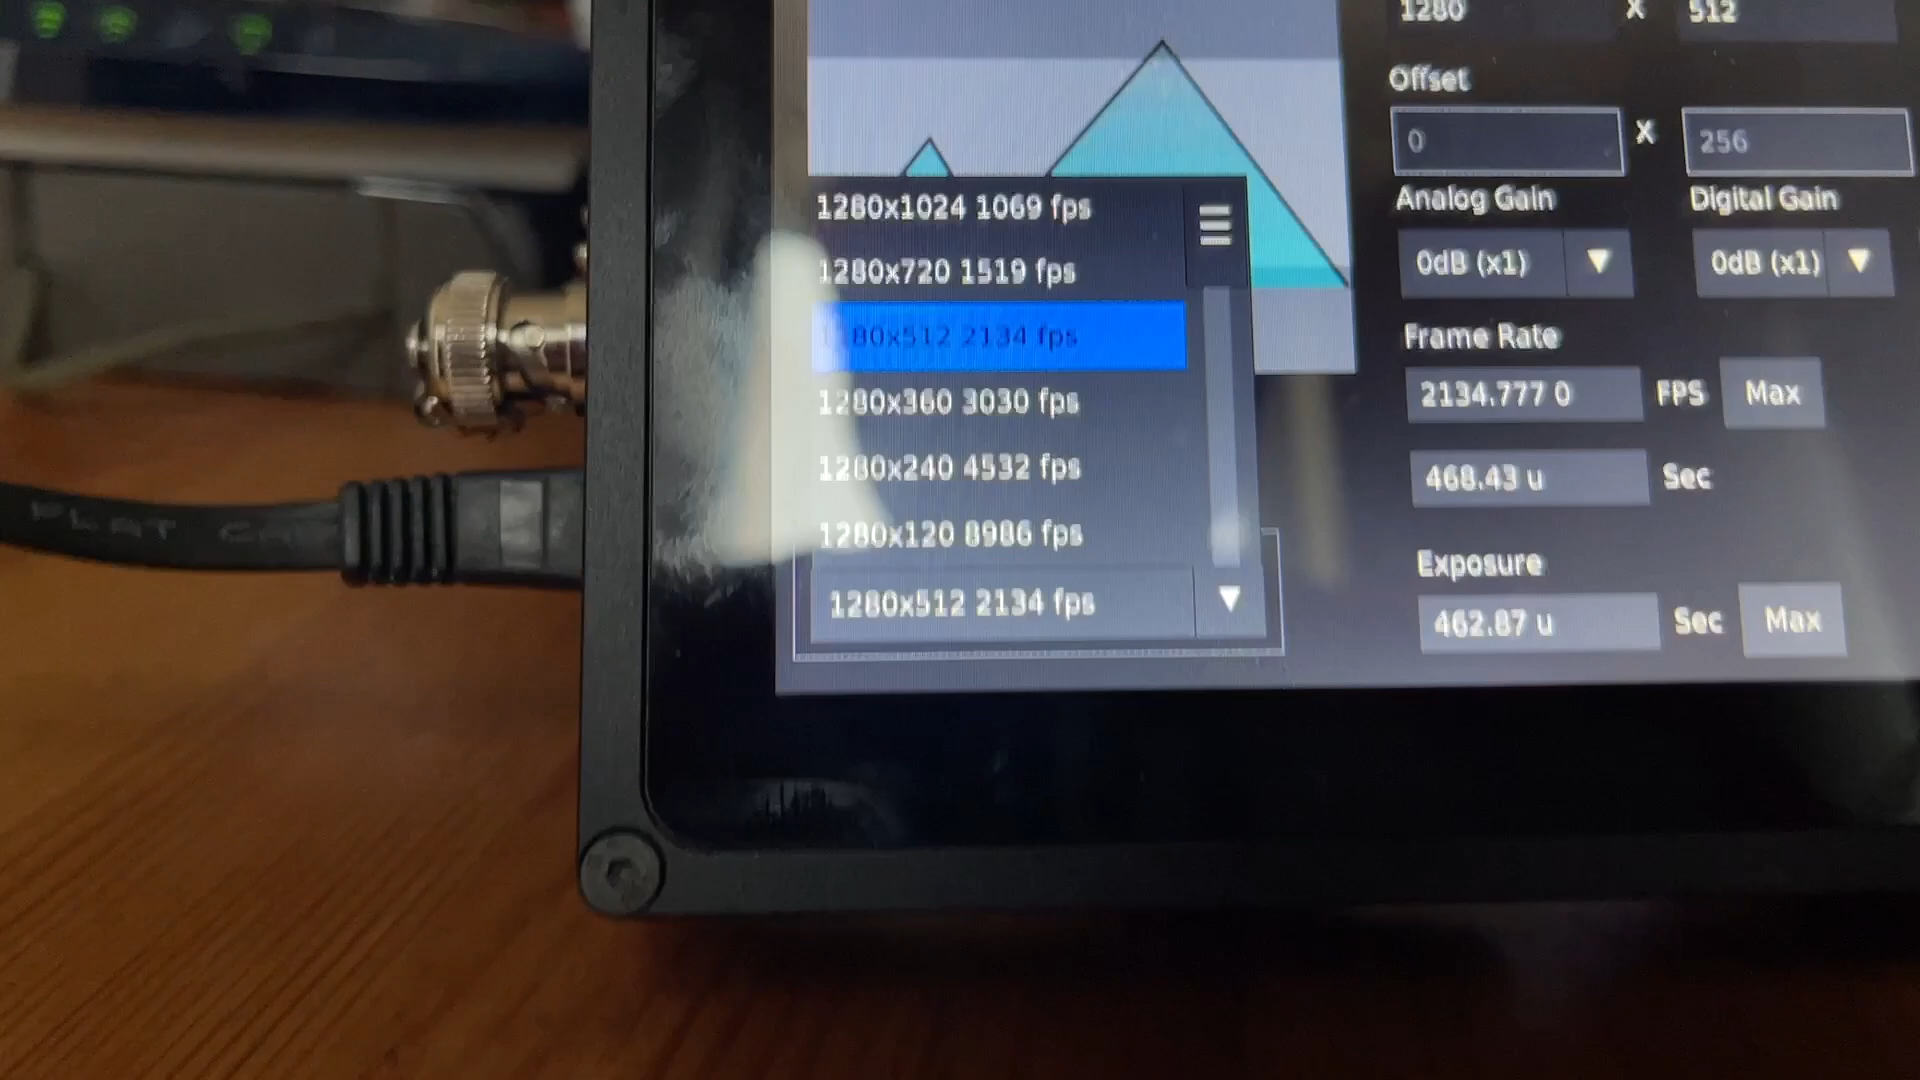 1280 x 512
Offset
0 x 256
Analog Gain Digital Gain
0dB (x1) 0dB (x1)
Frame Rate
2134.777 0 FPS Max
468.43 u Sec
Exposure
462.87 u Sec Max
1280x1024 1069 fps
1280x720 1519 fps
1280x512 2134 fps
1280x360 3030 fps
1280x240 4532 fps
1280x120 8986 fps
1280x512 2134 fps
FLAT